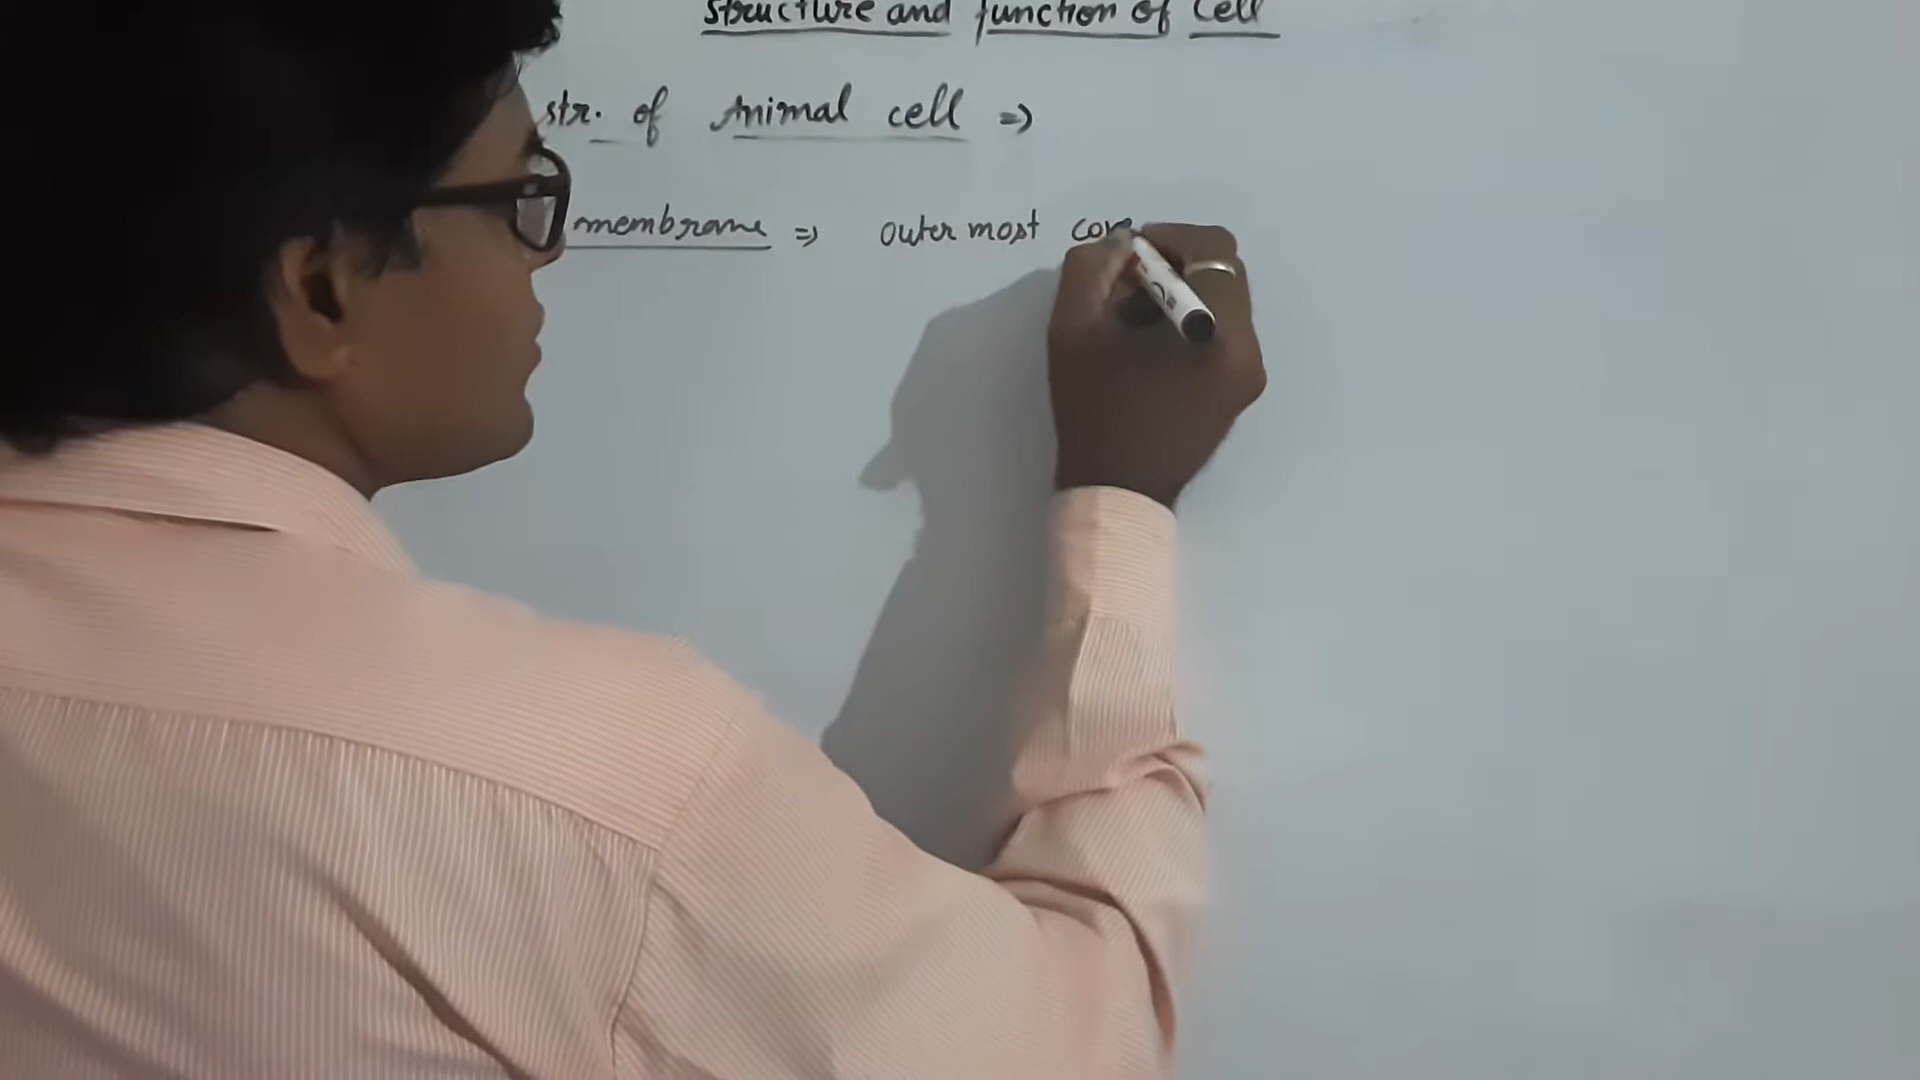 Structure and function of Cell
str. of Animal cell ⇒
membrane ⇒ outer most